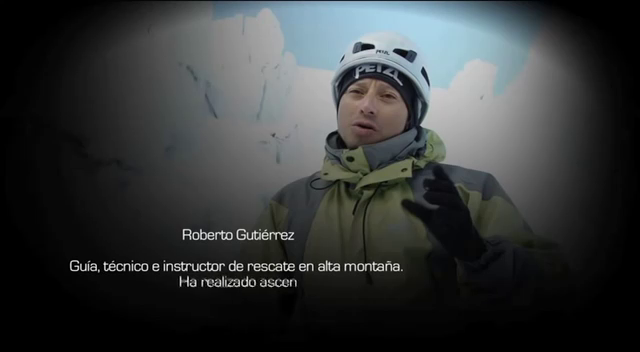 PETZL
Roberto Gutiérrez
Guía, técnico e instructor de rescate en alta montaña.
Ha realizado ascen